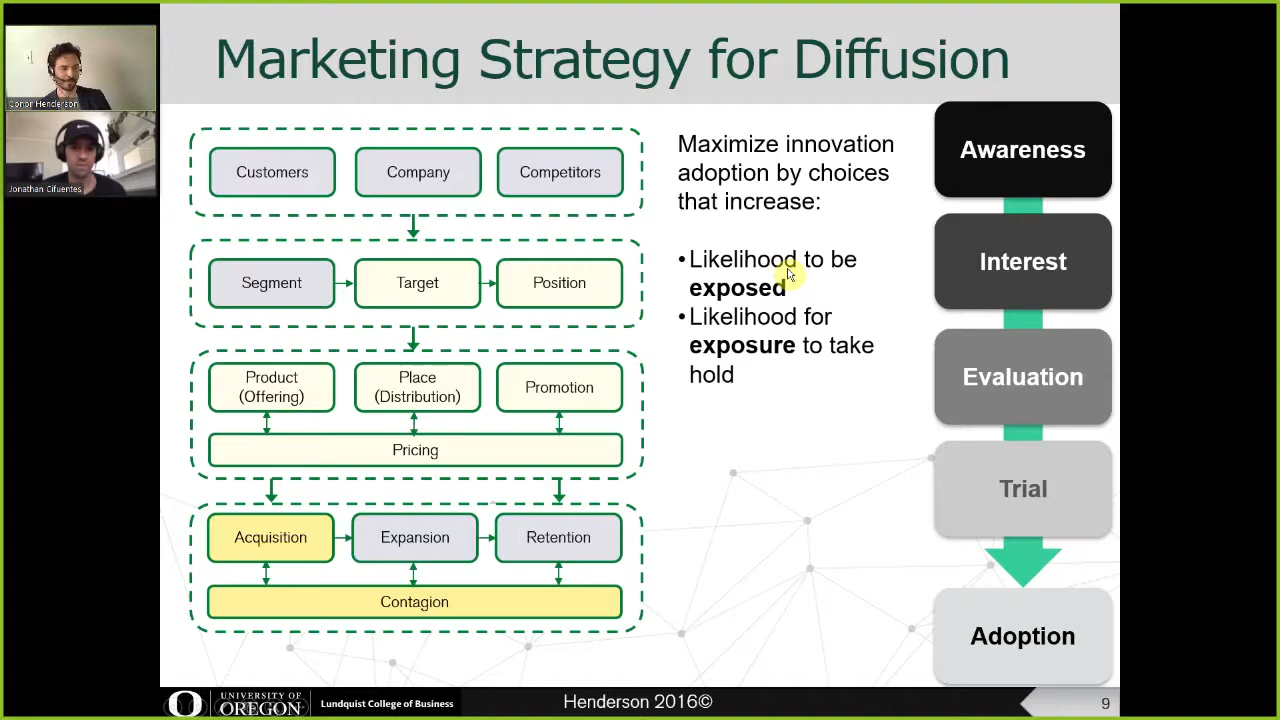 Marketing Strategy for Diffusion
Conor Henderson
Jonathan Cifuentes
Customers
Company
Competitors
Segment
Target
Position
Product
(Offering)
Place
(Distribution)
Promotion
Pricing
Acquisition
Expansion
Retention
Contagion
Maximize innovation
adoption by choices
that increase:
•Likelihood to be
exposed
•Likelihood for
exposure to take
hold
Awareness
Interest
Evaluation
Trial
Adoption
O
UNIVERSITY OF
OREGON
Lundquist College of Business
Henderson 2016©
9